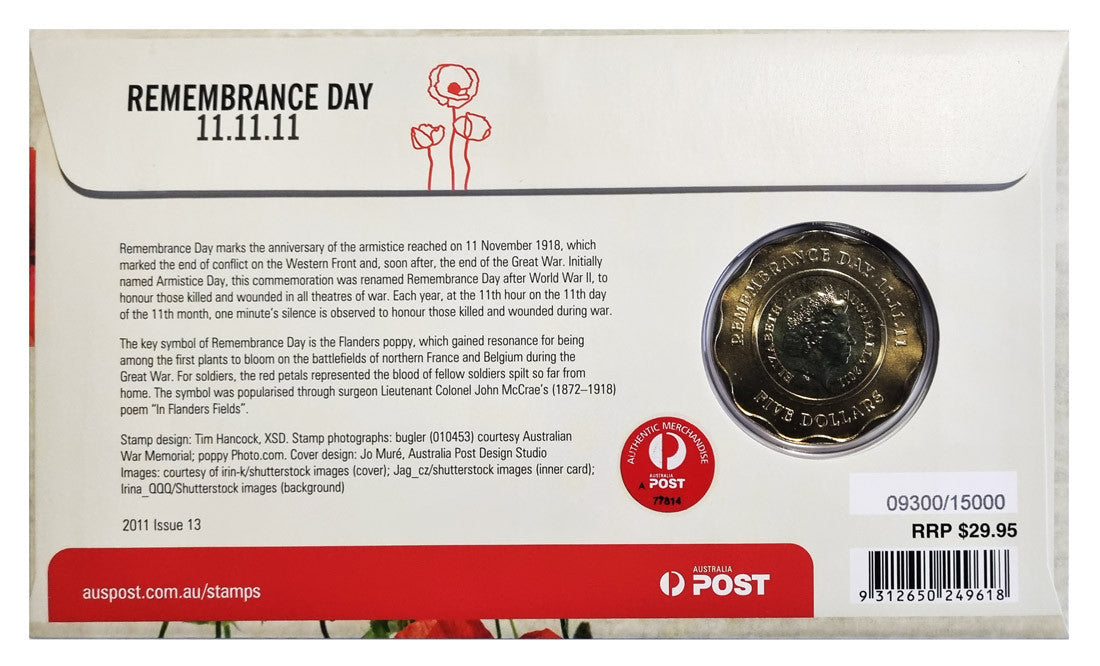 REMEMBRANCE DAY
11.11.11
Remembrance Day marks the anniversary of the armistice reached on 11 November 1918, which
marked the end of conflict on the Western Front and, soon after, the end of the Great War. Initially
named Armistice Day, this commemoration was renamed Remembrance Day after World War II, to
honour those killed and wounded in all theatres of war. Each year, at the 11th hour on the 11th day
of the 11th month, one minute's silence is observed to honour those killed and wounded during war.
The key symbol of Remembrance Day is the Flanders poppy, which gained resonance for being
among the first plants to bloom on the battlefields of northern France and Belgium during the
Great War. For soldiers, the red petals represented the blood of fellow soldiers spilt so far from
home. The symbol was popularised through surgeon Lieutenant Colonel John McCrae's (1872–1918)
poem "In Flanders Fields".
Stamp design: Tim Hancock, XSD. Stamp photographs: bugler (010453) courtesy Australian
War Memorial; poppy Photo.com. Cover design: Jo Muré, Australia Post Design Studio
Images: courtesy of irin-k/shutterstock images (cover); Jag_cz/shutterstock images (inner card);
Irina_QQQ/Shutterstock images (background)
2011 Issue 13
REMEMBRANCE DAY 11.11.11
ELIZABETH II AUSTRALIA 2011
FIVE DOLLARS
AUTHENTIC MERCHANDISE
AUSTRALIA
POST
A 77814
09300/15000
RRP $29.95
9 312650 249618
auspost.com.au/stamps
AUSTRALIA
POST